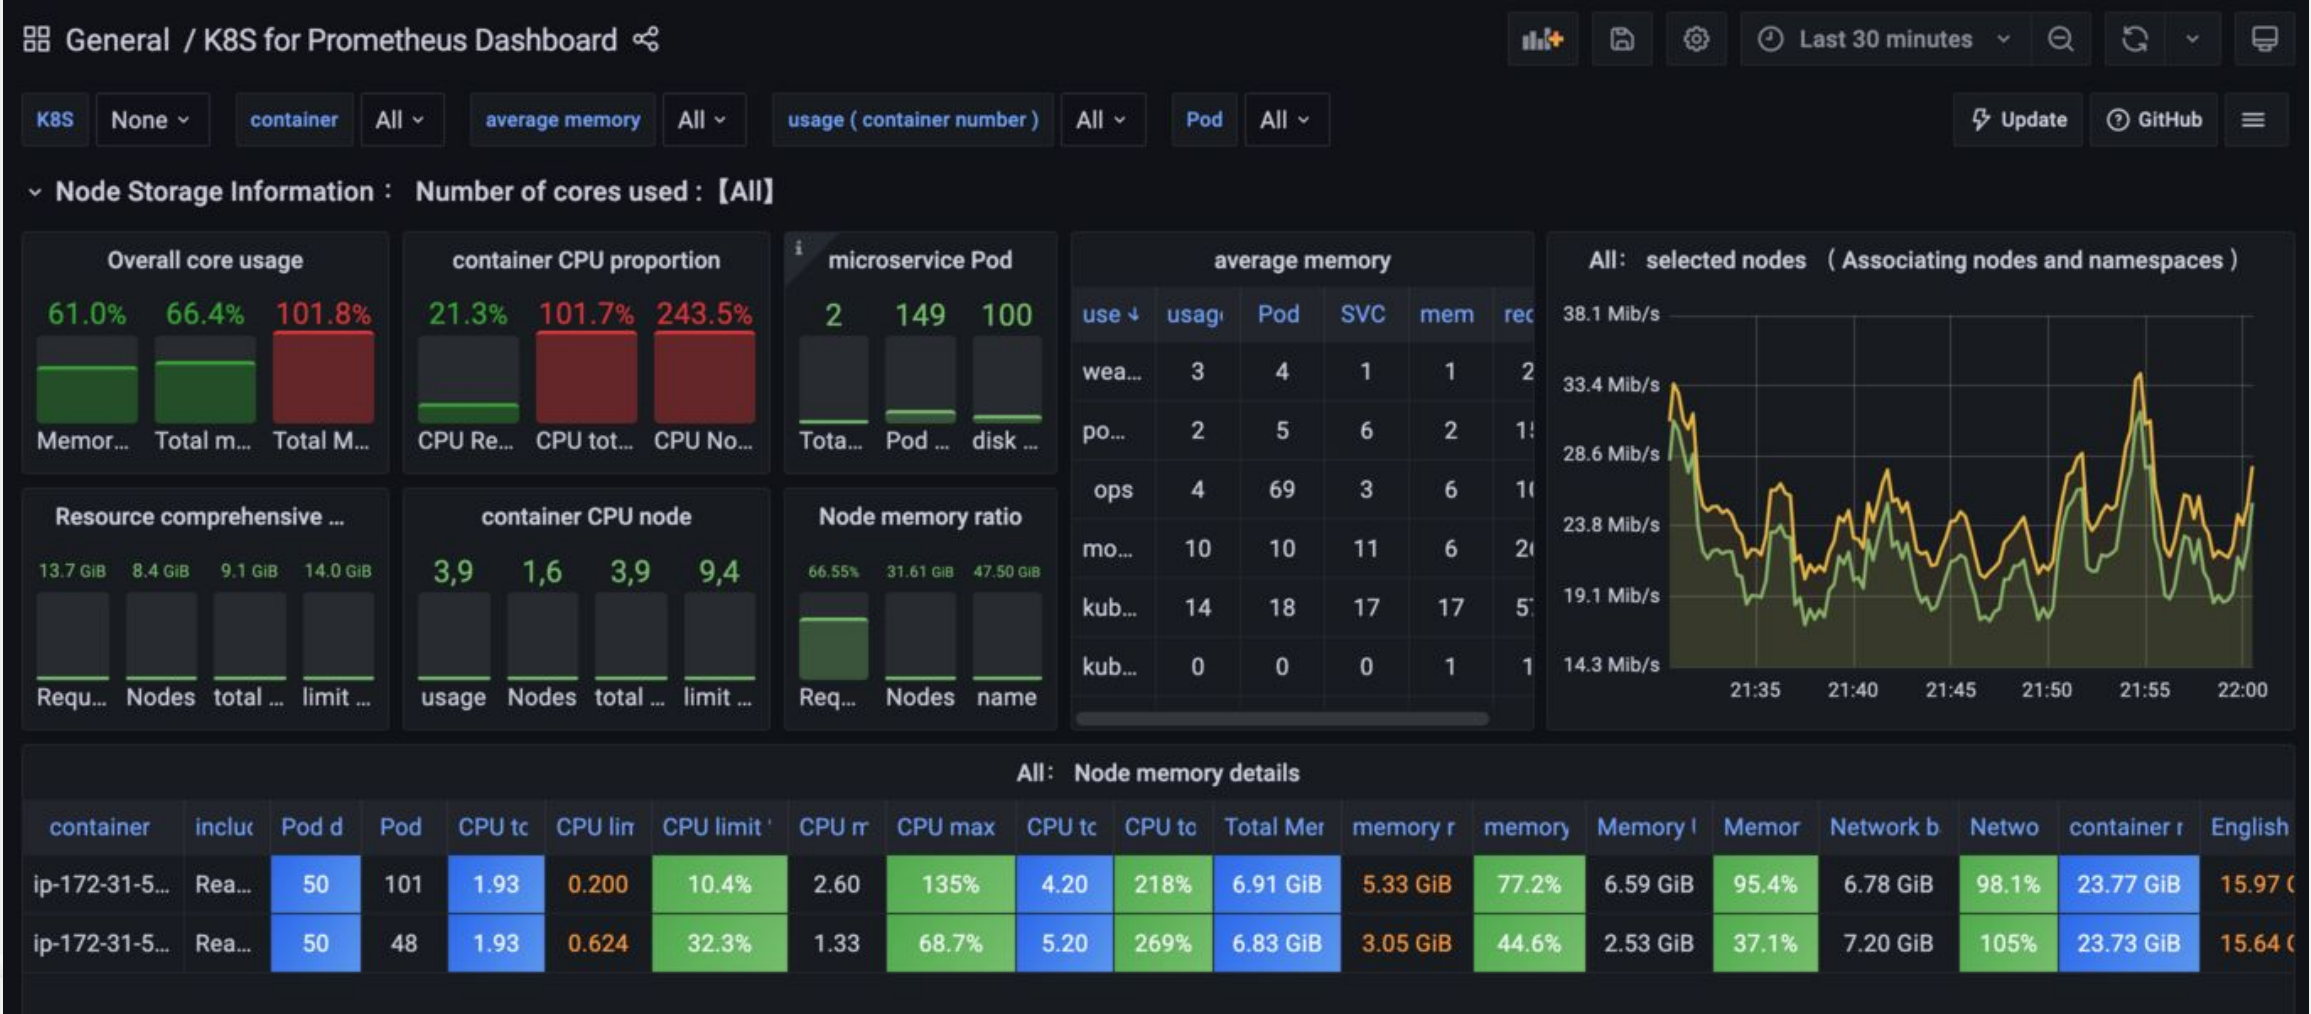 General / K8S for Prometheus Dashboard
Last 30 minutes
K8S None container All average memory All usage ( container number ) All Pod All
Update GitHub
Node Storage Information : Number of cores used :【All】
Overall core usage
61.0% 66.4% 101.8%
Memor... Total m... Total M...
container CPU proportion
21.3% 101.7% 243.5%
CPU Re... CPU tot... CPU No...
microservice Pod
2 149 100
Tota... Pod ... disk ...
Resource comprehensive ...
13.7 GiB 8.4 GiB 9.1 GiB 14.0 GiB
Requ... Nodes total ... limit ...
container CPU node
3,9 1,6 3,9 9,4
usage Nodes total ... limit ...
Node memory ratio
66.55% 31.61 GiB 47.50 GiB
Req... Nodes name
average memory
use ↓ usag Pod SVC mem rec
wea... 3 4 1 1 2
po... 2 5 6 2
ops 4 69 3 6
mo... 10 10 11 6
kub... 14 18 17 17
kub... 0 0 0 1 1
All: selected nodes ( Associating nodes and namespaces )
38.1 Mib/s
33.4 Mib/s
28.6 Mib/s
23.8 Mib/s
19.1 Mib/s
14.3 Mib/s
21:35 21:40 21:45 21:50 21:55 22:00
All: Node memory details
container incluc Pod d Pod CPU tc CPU lin CPU limit CPU m CPU max CPU tc CPU to Total Mer memory r memory Memory Memor Network b Netwo container r English
ip-172-31-5... Rea... 50 101 1.93 0.200 10.4% 2.60 135% 4.20 218% 6.91 GiB 5.33 GiB 77.2% 6.59 GiB 95.4% 6.78 GiB 98.1% 23.77 GiB 15.97
ip-172-31-5... Rea... 50 48 1.93 0.624 32.3% 1.33 68.7% 5.20 269% 6.83 GiB 3.05 GiB 44.6% 2.53 GiB 37.1% 7.20 GiB 105% 23.73 GiB 15.64